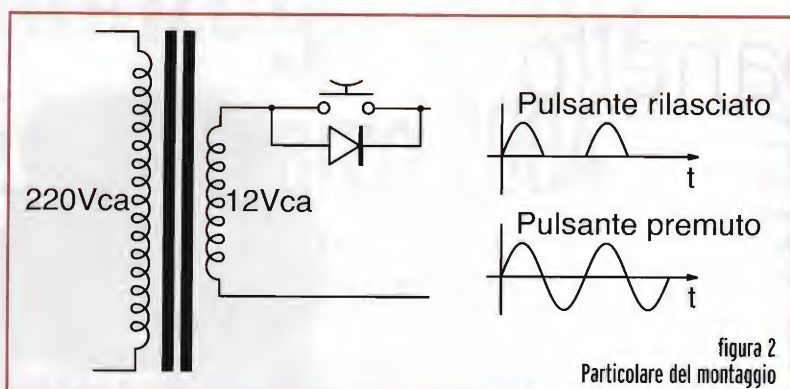 220Vca
12Vca
Pulsante rilasciato
t
Pulsante premuto
t
figura 2
Particolare del montaggio